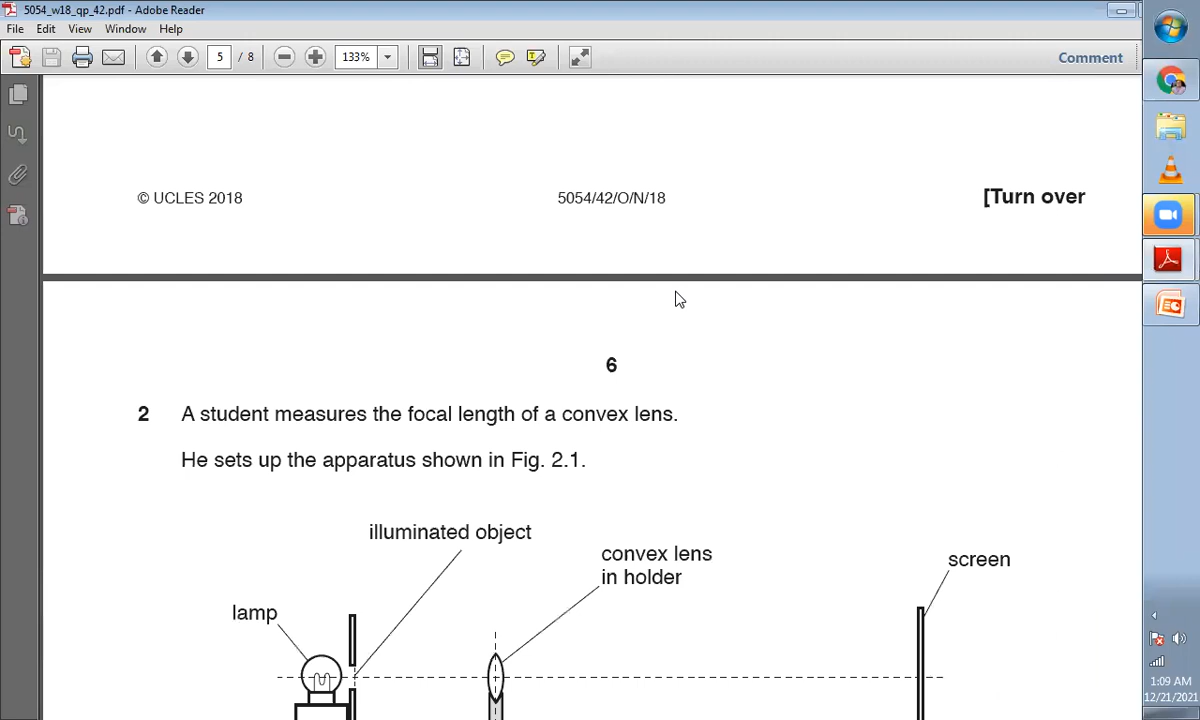 5054_w18_qp_42.pdf - Adobe Reader
File Edit View Window Help
5 / 8 133% Comment
© UCLES 2018 5054/42/O/N/18 [Turn over
6
2 A student measures the focal length of a convex lens.
He sets up the apparatus shown in Fig. 2.1.
illuminated object
convex lens
in holder
screen
lamp
1:09 AM
12/21/2021